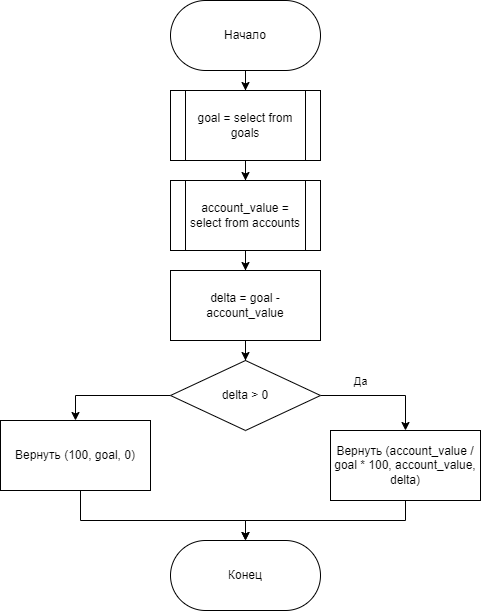 Начало
goal = select from
goals
account_value =
select from accounts
delta = goal -
account_value
delta > 0
Да
Вернуть (100, goal, 0)
Вернуть (account_value /
goal * 100, account_value,
delta)
Конец